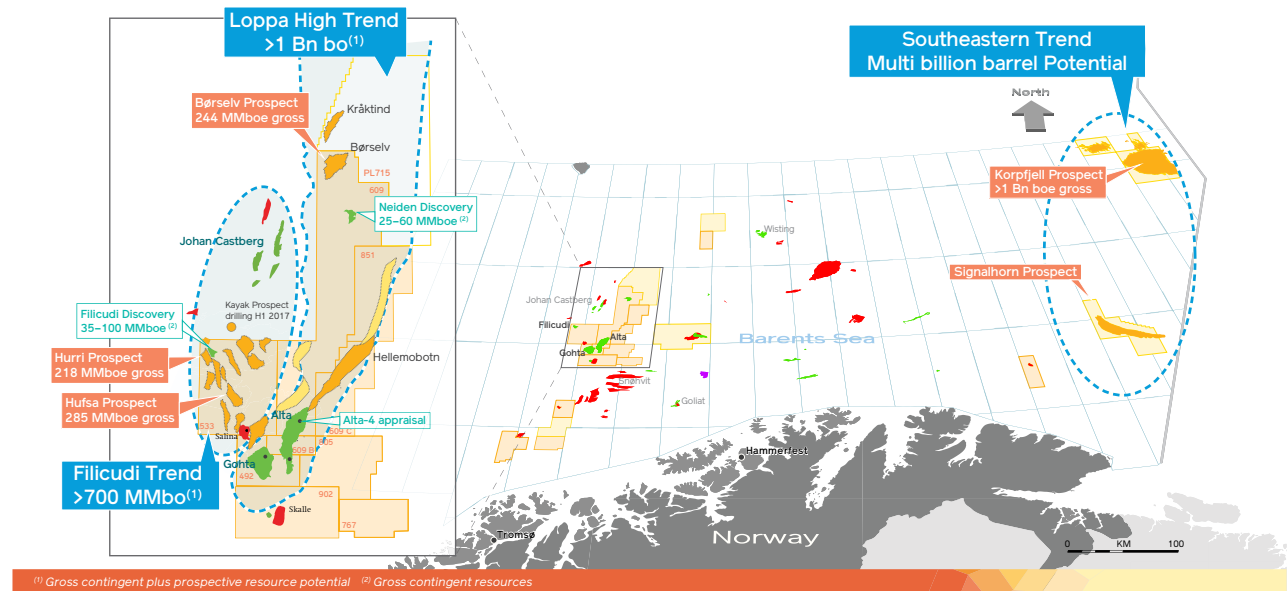 Loppa High Trend
>1 Bn bo(1)
Southeastern Trend
Multi billion barrel Potential
North
Børselv Prospect
244 MMboe gross
Kråktind
Børselv
PL715
609
Neiden Discovery
25–60 MMboe (2)
Johan Castberg
851
Kayak Prospect
drilling H1 2017
Filicudi Discovery
35–100 MMboe (2)
Hurri Prospect
218 MMboe gross
Hufsa Prospect
285 MMboe gross
Hellemobotn
533
Salina
Alta
Alta-4 appraisal
609 C
605
609 B
Gohta
492
902
Skalle
767
Filicudi Trend
>700 MMbo(1)
Korpfjell Prospect
>1 Bn boe gross
Signalhorn Prospect
Wisting
Johan Castberg
Filicudi
Alta
Gohta
Barents Sea
Snøhvit
Goliat
Hammerfest
Tromsø
Norway
0 KM 100
(1) Gross contingent plus prospective resource potential (2) Gross contingent resources